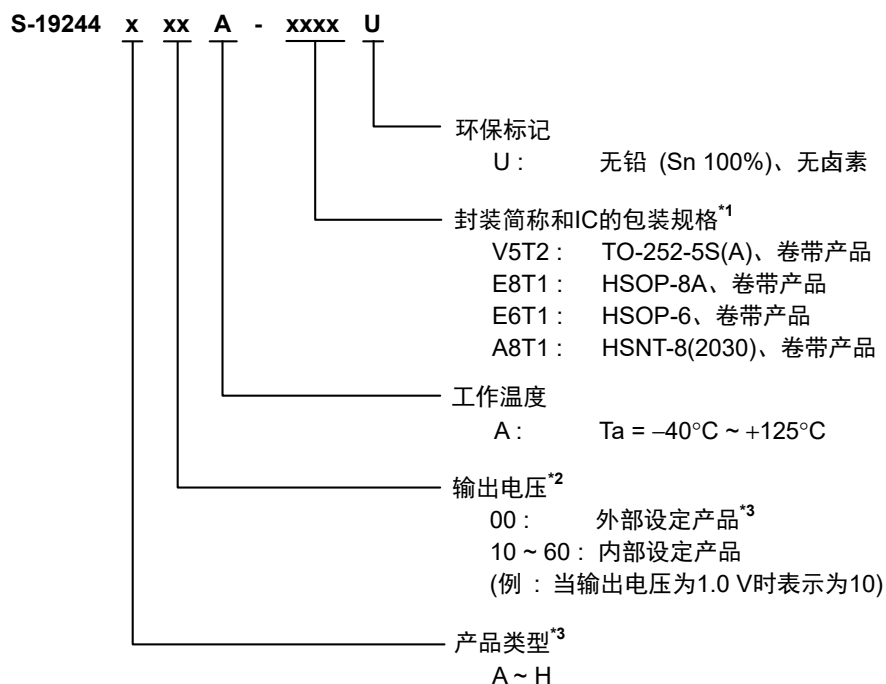 S-19244 x xx A - xxxx U
环保标记
U : 无铅 (Sn 100%)、无卤素
封装简称和IC的包装规格*1
V5T2 : TO-252-5S(A)、卷带产品
E8T1 : HSOP-8A、卷带产品
E6T1 : HSOP-6、卷带产品
A8T1 : HSNT-8(2030)、卷带产品
工作温度
A : Ta = −40°C ~ +125°C
输出电压*2
00 : 外部设定产品*3
10 ~ 60 : 内部设定产品
(例 : 当输出电压为1.0 V时表示为10)
产品类型*3
A ~ H